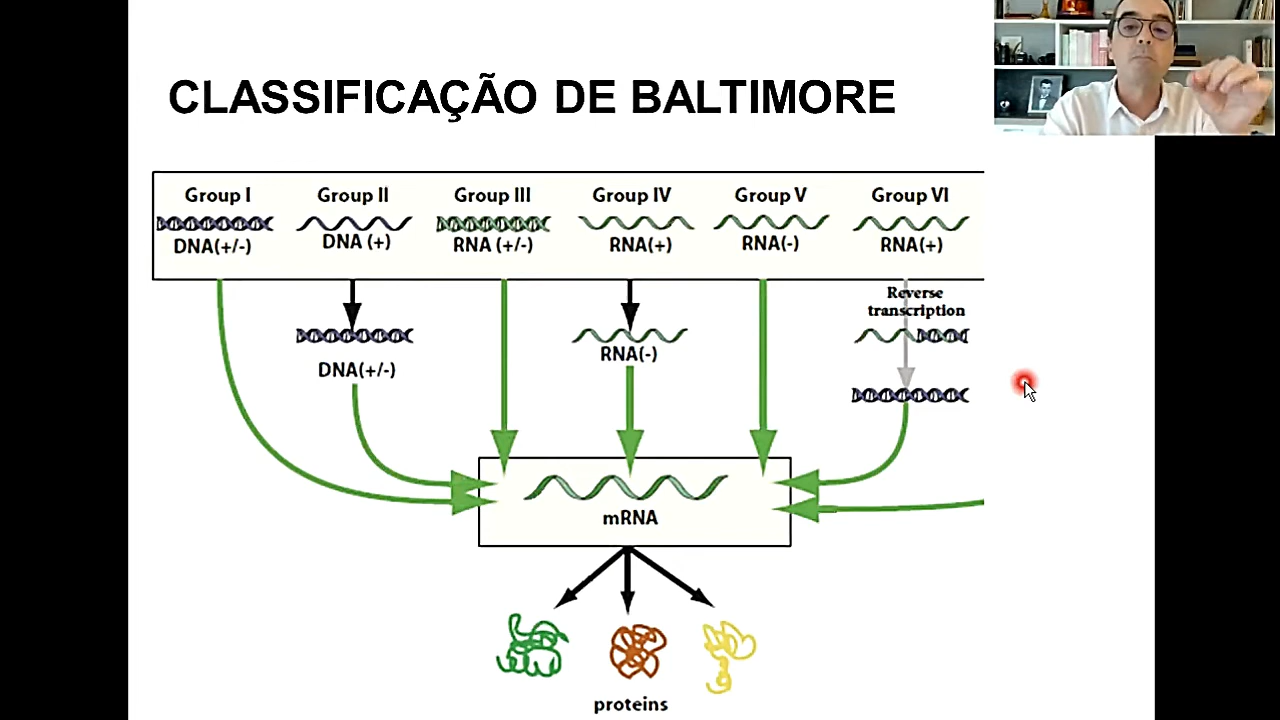 CLASSIFICAÇÃO DE BALTIMORE
Group I Group II Group III Group IV Group V Group VI
DNA(+/-) DNA (+) RNA (+/-) RNA(+) RNA(-) RNA(+)
Reverse
transcription
DNA(+/-)
RNA(-)
mRNA
proteins